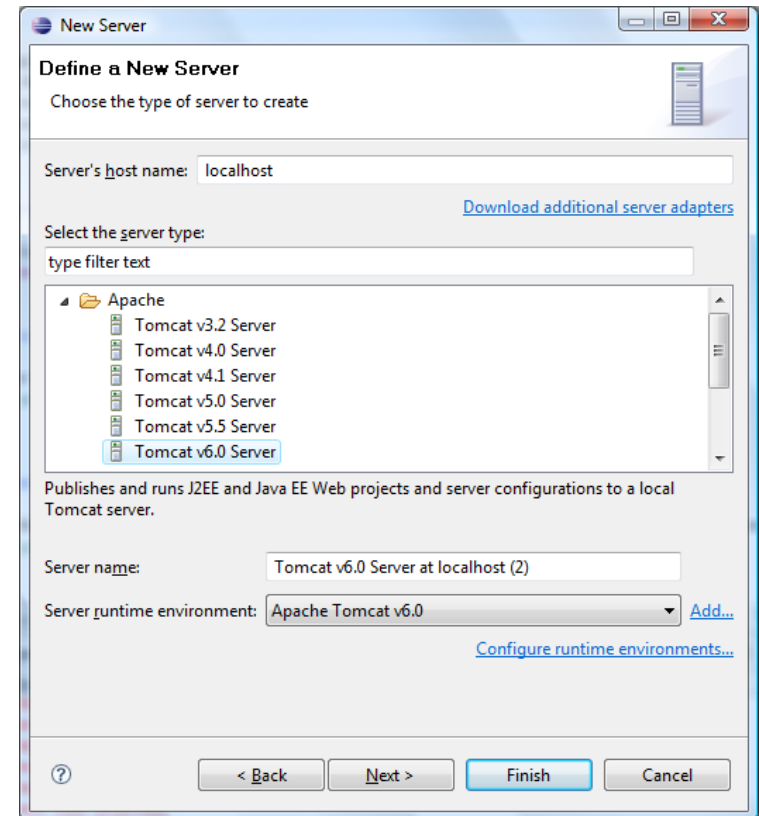 New Server
Define a New Server
Choose the type of server to create
Server's host name: localhost
Download additional server adapters
Select the server type:
type filter text
Apache
Tomcat v3.2 Server
Tomcat v4.0 Server
Tomcat v4.1 Server
Tomcat v5.0 Server
Tomcat v5.5 Server
Tomcat v6.0 Server
Publishes and runs J2EE and Java EE Web projects and server configurations to a local
Tomcat server.
Server name: Tomcat v6.0 Server at localhost (2)
Server runtime environment: Apache Tomcat v6.0 Add...
Configure runtime environments...
? < Back Next > Finish Cancel